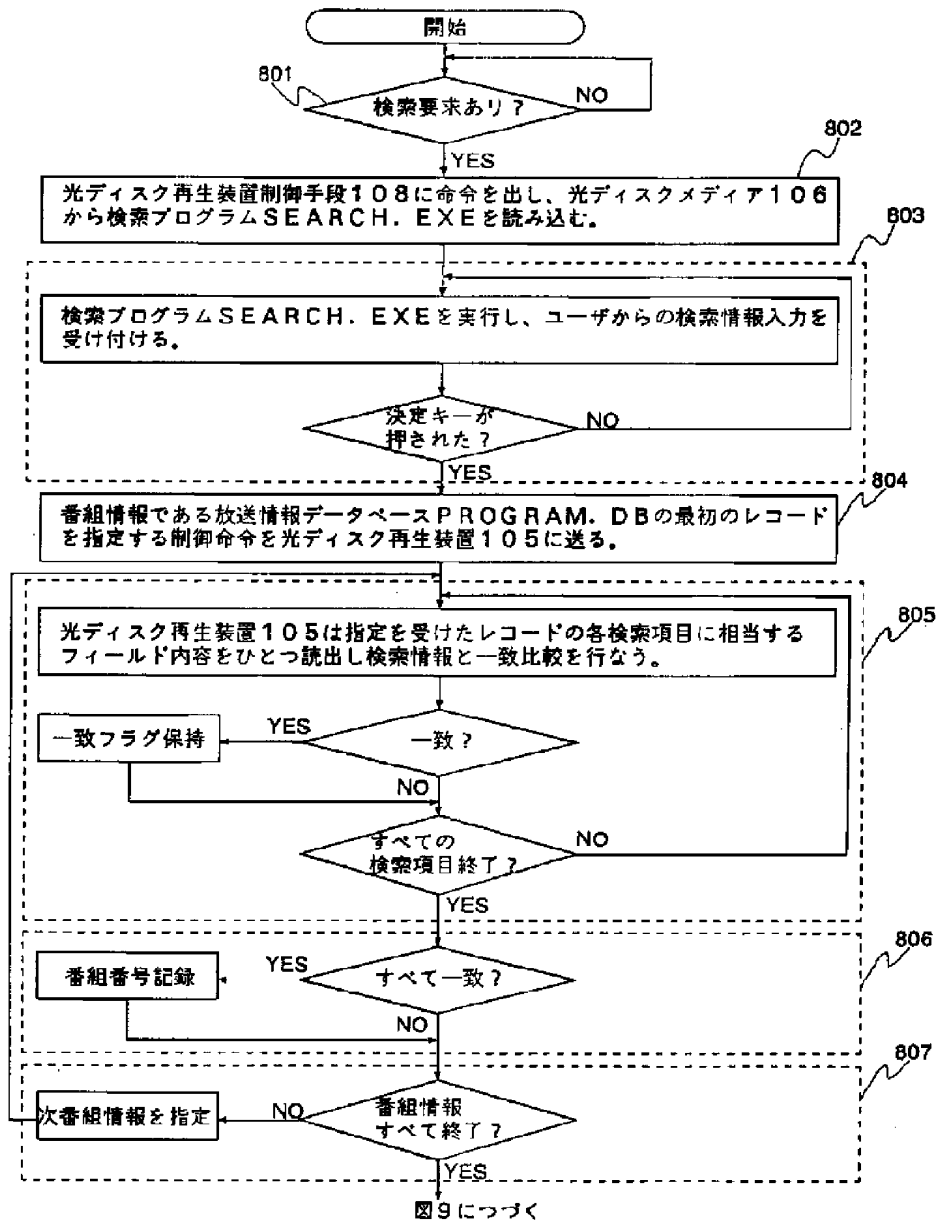 開始
801
検索要求あり？
NO
YES
802
光ディスク再生装置制御手段１０８に命令を出し、光ディスクメディア１０６
から検索プログラムＳＥＡＲＣＨ．ＥＸＥを読み込む。
803
検索プログラムＳＥＡＲＣＨ．ＥＸＥを実行し、ユーザからの検索情報入力を
受け付ける。
決定キーが
押された？
NO
YES
804
番組情報である放送情報データベースＰＲＯＧＲＡＭ．ＤＢの最初のレコード
を指定する制御命令を光ディスク再生装置１０５に送る。
805
光ディスク再生装置１０５は指定を受けたレコードの各検索項目に相当する
フィールド内容をひとつ読出し検索情報と一致比較を行なう。
一致フラグ保持
YES
一致？
NO
すべての
検索項目終了？
NO
YES
806
番組番号記録
YES
すべて一致？
NO
807
次番組情報を指定
NO
番組情報
すべて終了？
YES
図９につづく